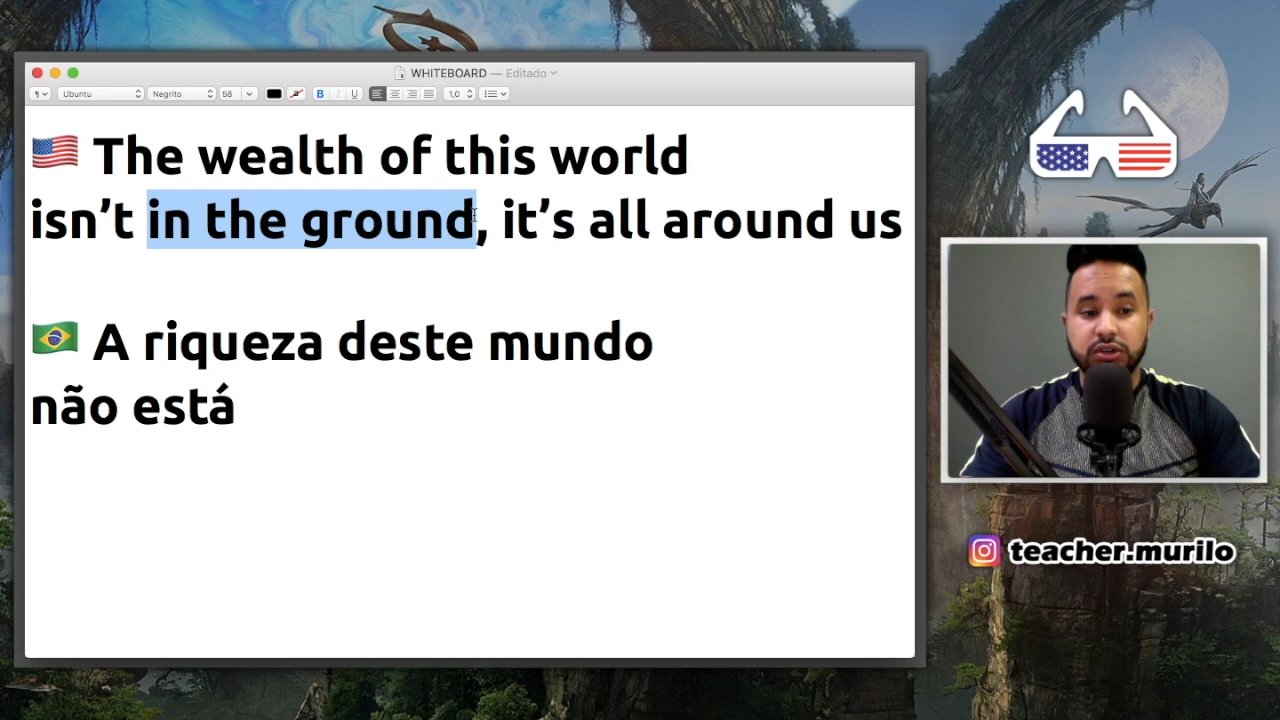 WHITEBOARD — Editado
Ubuntu Negrito 58 B I U 1,0
The wealth of this world
isn’t in the ground, it’s all around us
A riqueza deste mundo
não está
teacher.murilo